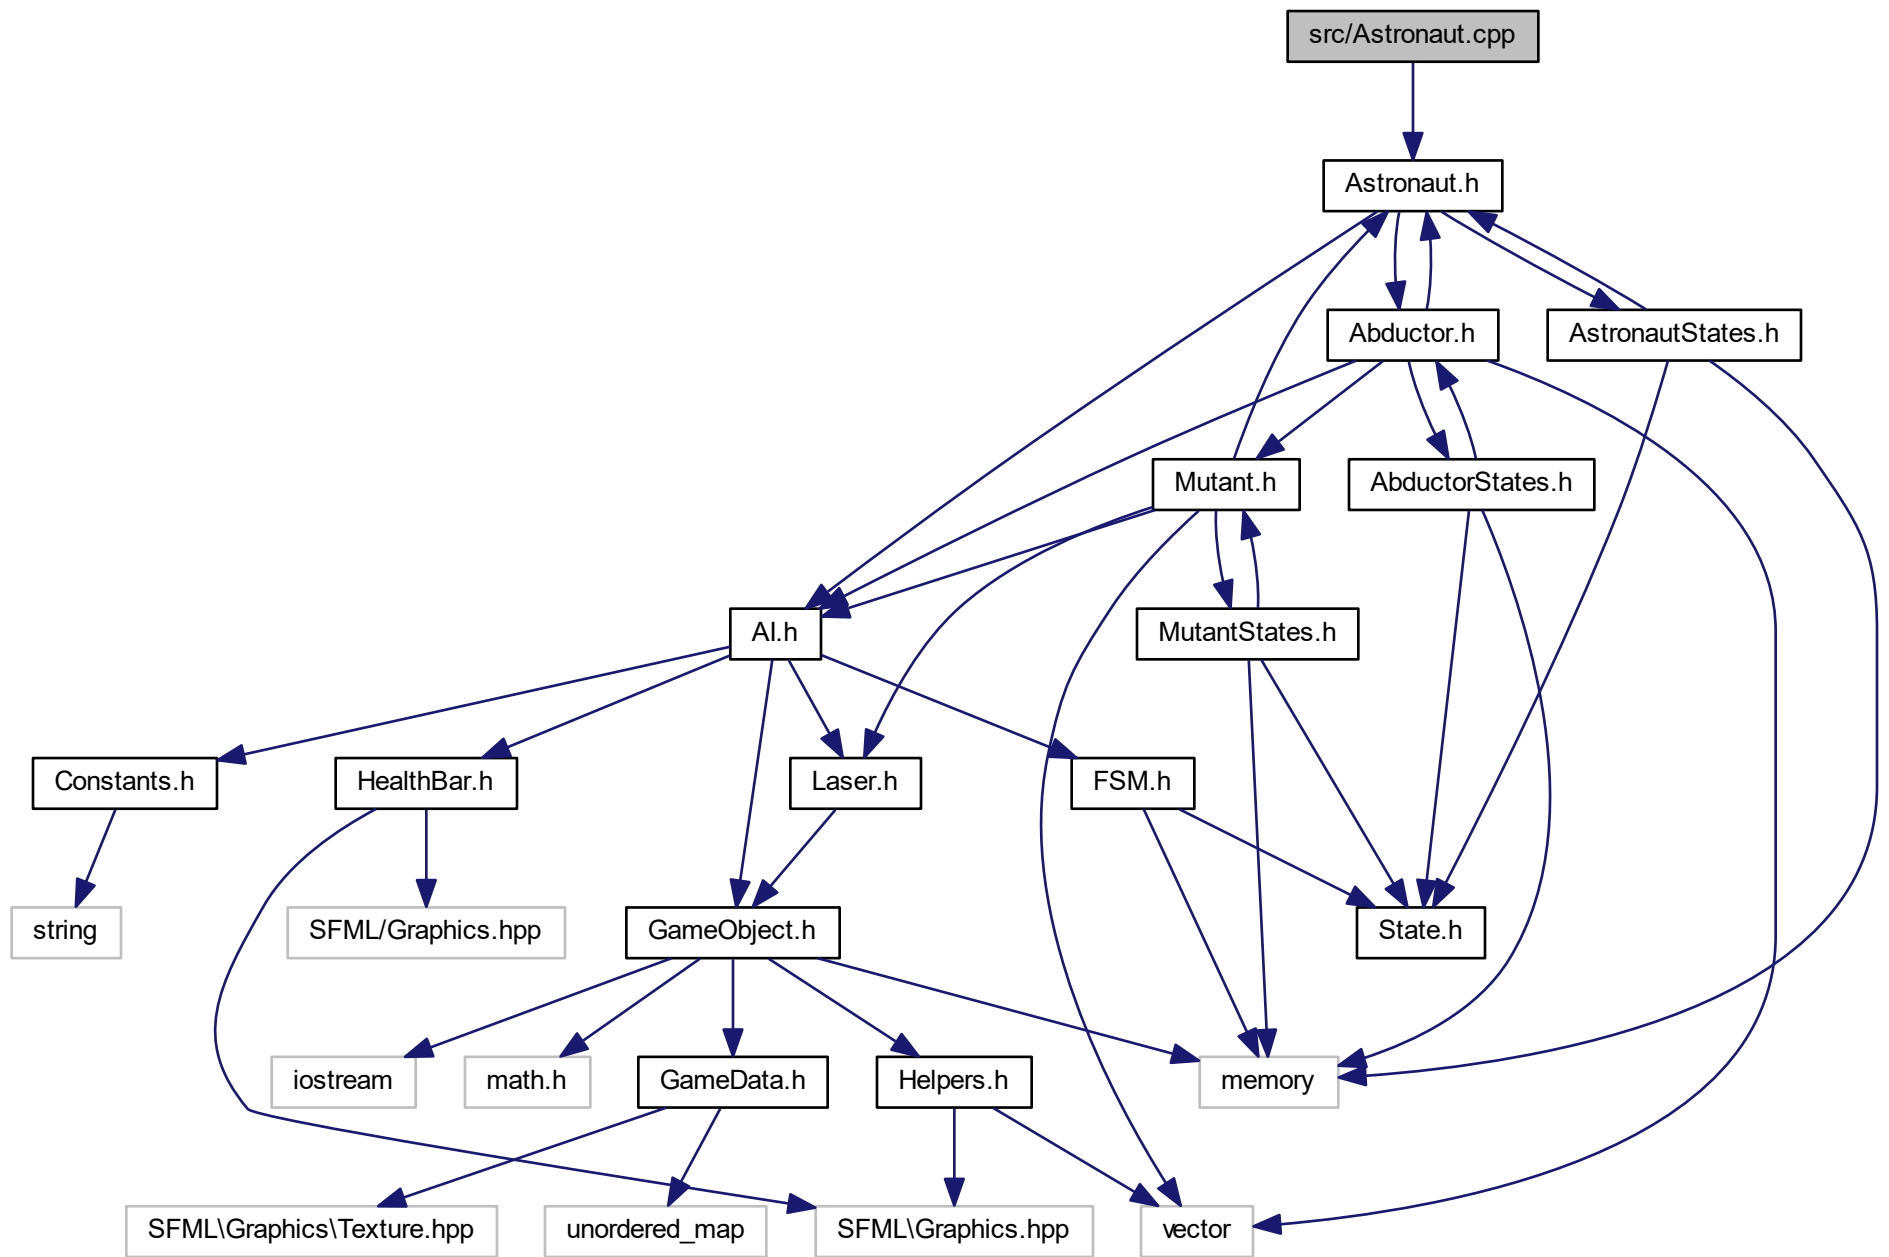 src/Astronaut.cpp
Astronaut.h
Abductor.h
AstronautStates.h
Mutant.h
AbductorStates.h
AI.h
MutantStates.h
Constants.h
HealthBar.h
Laser.h
FSM.h
string
SFML/Graphics.hpp
GameObject.h
State.h
iostream
math.h
GameData.h
Helpers.h
memory
SFML\Graphics\Texture.hpp
unordered_map
SFML\Graphics.hpp
vector